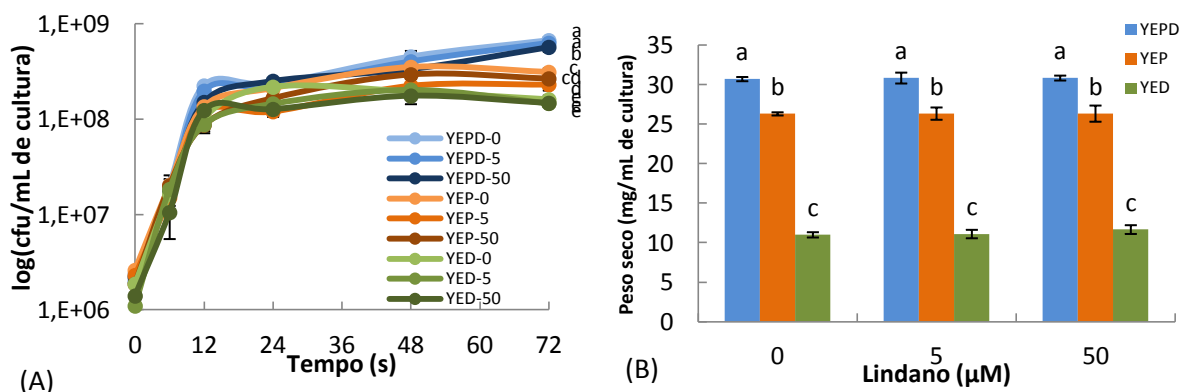 1,E+09
1,E+08
1,E+07
1,E+06
log(cfu/mL de cultura)
0 12 24 48 72
Tempo (s)
(A)
YEPD-0
YEPD-5
YEPD-50
YEP-0
YEP-5
YEP-50
YED-0
YED-5
YED-50
a
a
b
c
cd
d
e
e
e
Peso seco (mg/mL de cultura)
35
30
25
20
15
10
5
0
a b c
a b c
a b c
0 5 50
Lindano (µM)
(B)
YEPD
YEP
YED